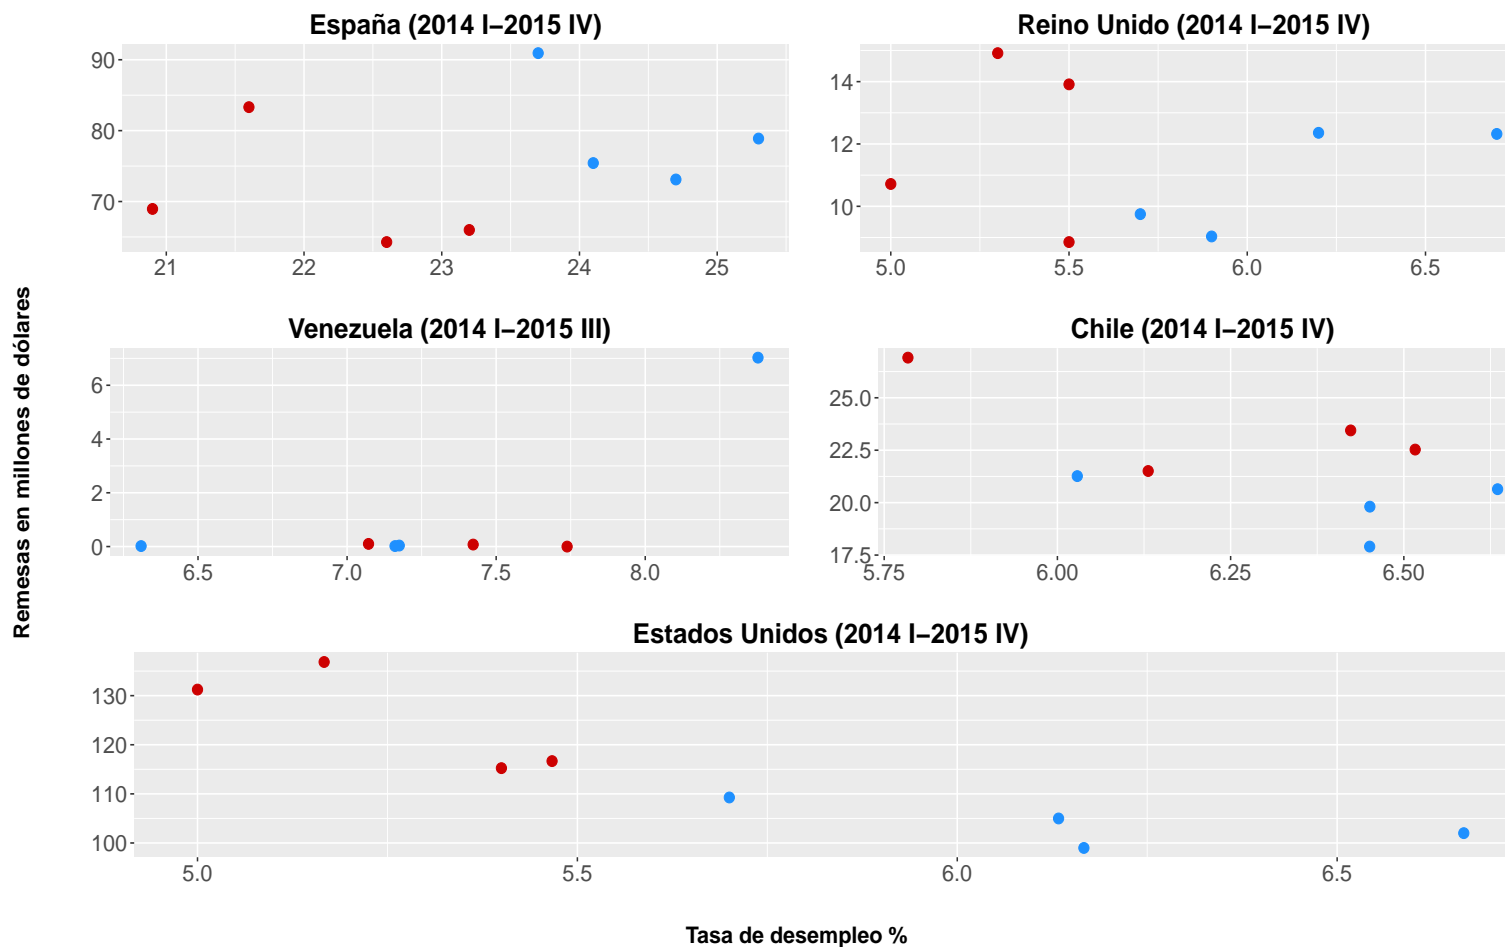 España (2014 I−2015 IV)
90
80
70
21 22 23 24 25
Reino Unido (2014 I−2015 IV)
14
12
10
5.0 5.5 6.0 6.5
Venezuela (2014 I−2015 III)
6
4
2
0
6.5 7.0 7.5 8.0
Chile (2014 I−2015 IV)
25.0
22.5
20.0
17.5
5.75 6.00 6.25 6.50
Estados Unidos (2014 I−2015 IV)
130
120
110
100
5.0 5.5 6.0 6.5
Remesas en millones de dólares
Tasa de desempleo %